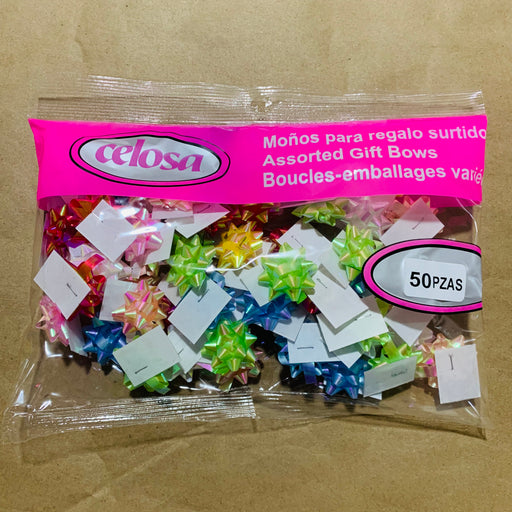 celosa
Moños para regalo surtido
Assorted Gift Bows
Boucles-emballages varié
50PZAS